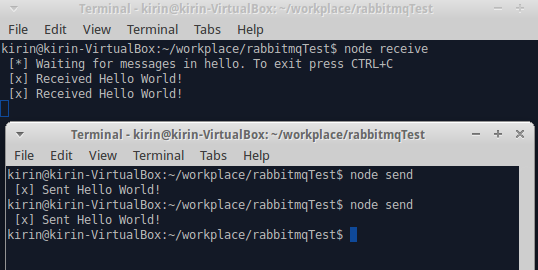 Terminal - kirin@kirin-VirtualBox: ~/workplace/rabbitmqTest
File Edit View Terminal Tabs Help
kirin@kirin-VirtualBox:~/workplace/rabbitmqTest$ node receive
[*] Waiting for messages in hello. To exit press CTRL+C
[x] Received Hello World!
[x] Received Hello World!
Terminal - kirin@kirin-VirtualBox: ~/workplace/rabbitmqTest
File Edit View Terminal Tabs Help
kirin@kirin-VirtualBox:~/workplace/rabbitmqTest$ node send
[x] Sent Hello World!
kirin@kirin-VirtualBox:~/workplace/rabbitmqTest$ node send
[x] Sent Hello World!
kirin@kirin-VirtualBox:~/workplace/rabbitmqTest$